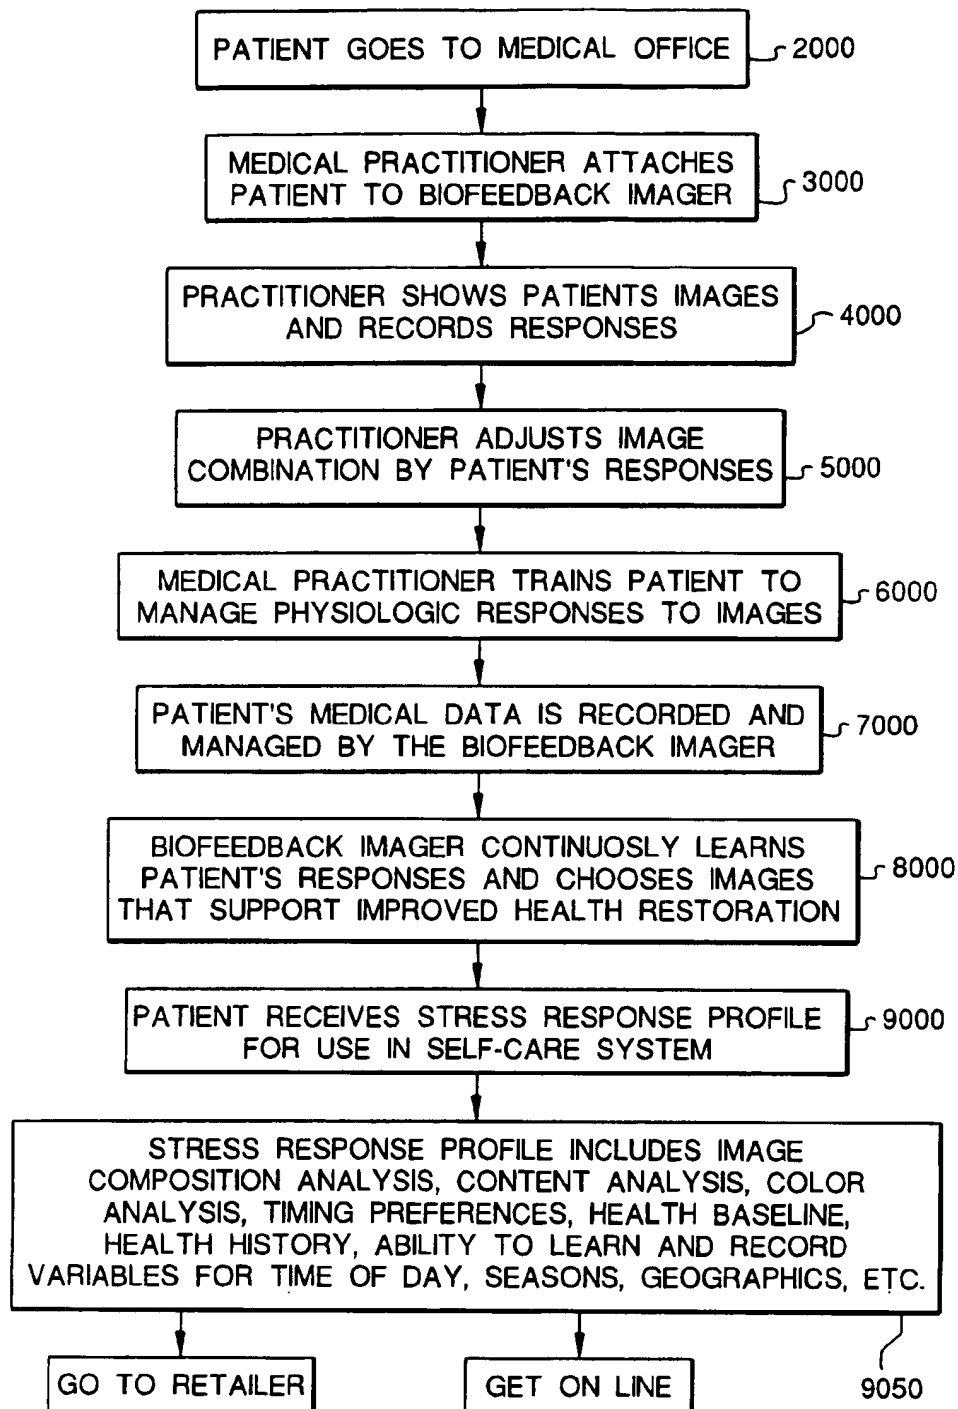 PATIENT GOES TO MEDICAL OFFICE
2000
MEDICAL PRACTITIONER ATTACHES
PATIENT TO BIOFEEDBACK IMAGER
3000
PRACTITIONER SHOWS PATIENTS IMAGES
AND RECORDS RESPONSES
4000
PRACTITIONER ADJUSTS IMAGE
COMBINATION BY PATIENT'S RESPONSES
5000
MEDICAL PRACTITIONER TRAINS PATIENT TO
MANAGE PHYSIOLOGIC RESPONSES TO IMAGES
6000
PATIENT'S MEDICAL DATA IS RECORDED AND
MANAGED BY THE BIOFEEDBACK IMAGER
7000
BIOFEEDBACK IMAGER CONTINUOSLY LEARNS
PATIENT'S RESPONSES AND CHOOSES IMAGES
THAT SUPPORT IMPROVED HEALTH RESTORATION
8000
PATIENT RECEIVES STRESS RESPONSE PROFILE
FOR USE IN SELF-CARE SYSTEM
9000
STRESS RESPONSE PROFILE INCLUDES IMAGE
COMPOSITION ANALYSIS, CONTENT ANALYSIS, COLOR
ANALYSIS, TIMING PREFERENCES, HEALTH BASELINE,
HEALTH HISTORY, ABILITY TO LEARN AND RECORD
VARIABLES FOR TIME OF DAY, SEASONS, GEOGRAPHICS, ETC.
9050
GO TO RETAILER
GET ON LINE